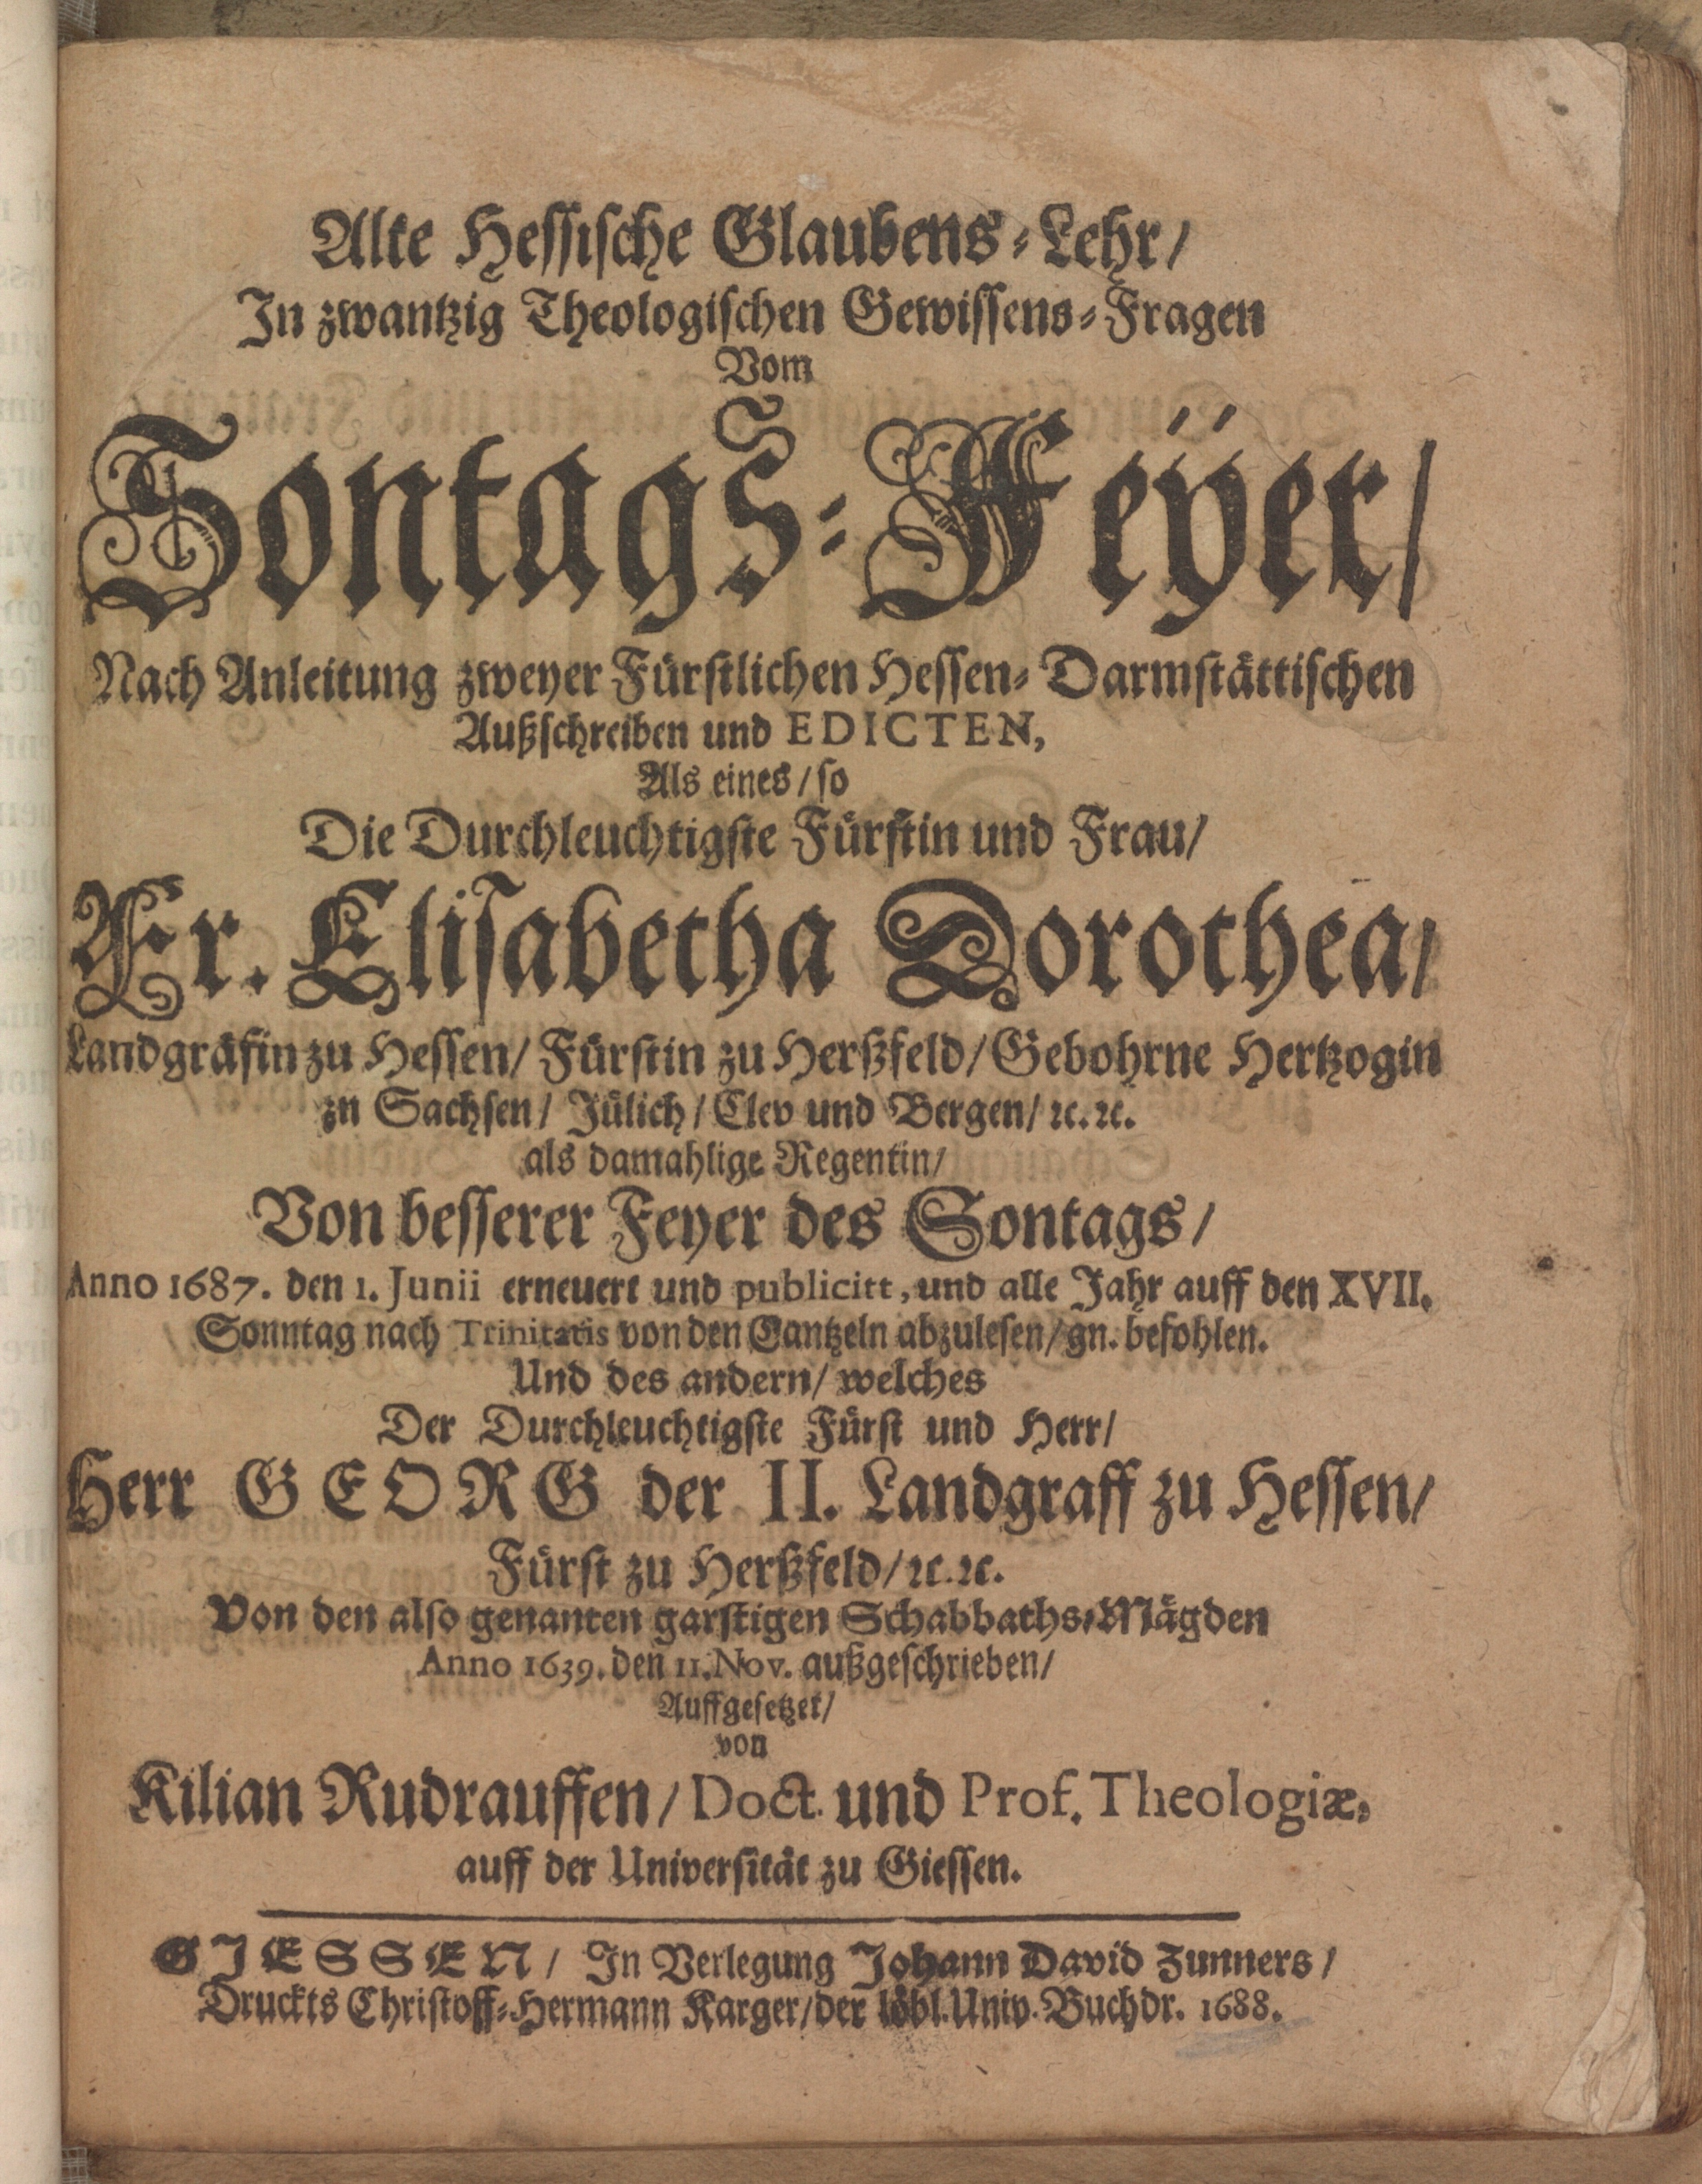 Alte Hessische Glaubens-Lehr/
In zwantzig Theologischen Gewissens-Fragen
Vom
Sontags-Feÿer/
Nach Anleitung zweyer Fürstlichen Hessen-Darmstättischen
Außschreiben und EDICTEN,
Als eines/ so
Die Durchleuchtigste Fürstin und Frau/
Fr. Elisabetha Dorothea/
Landgräfin zu Hessen/ Fürstin zu Herßfeld/ Gebohrne Hertzogin
zn Sachsen/ Jülich/ Clev und Bergen/ ꝛc. ꝛc.
als damahlige Regentin/
Von besserer Feyer des Sontags/
Anno 1687. den 1. Junii erneuert und publicitt, und alle Jahr auff den XVII.
Sonntag nach Trinitatis von den Cantzeln abzulesen/ gn. befohlen.
Und des andern/ welches
Der Durchleuchtigste Fürst und Herr/
Herr GEORG der II. Landgraff zu Hessen/
Fürst zu Herßfeld/ ꝛc. ꝛc.
Von den also genanten garstigen Schabbaths-Mägden
Anno 1639. den 11. Nov. außgeschrieben/
Auffgesetzet/
von
Kilian Rudrauffen/ Doct. und Prof. Theologiæ,
auff der Universität zu Giessen.
GIESSEN/ In Verlegung Johann David Zunners/
Druckts Christoff-Hermann Karger/ der löbl. Univ. Buchdr. 1688.